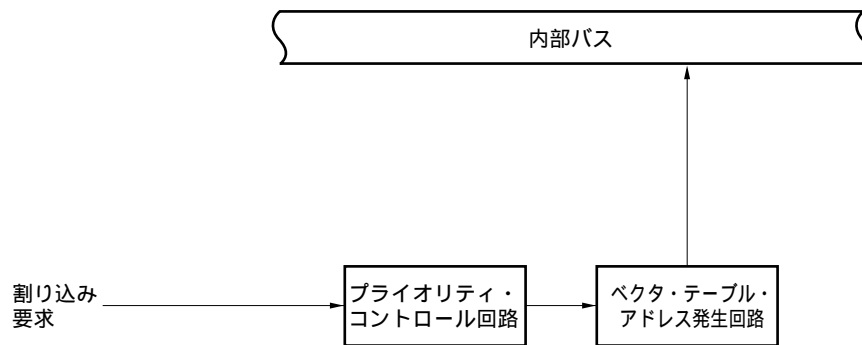 内部バス
割り込み
要求
プライオリティ・
コントロール回路
ベクタ・テーブル・
アドレス発生回路